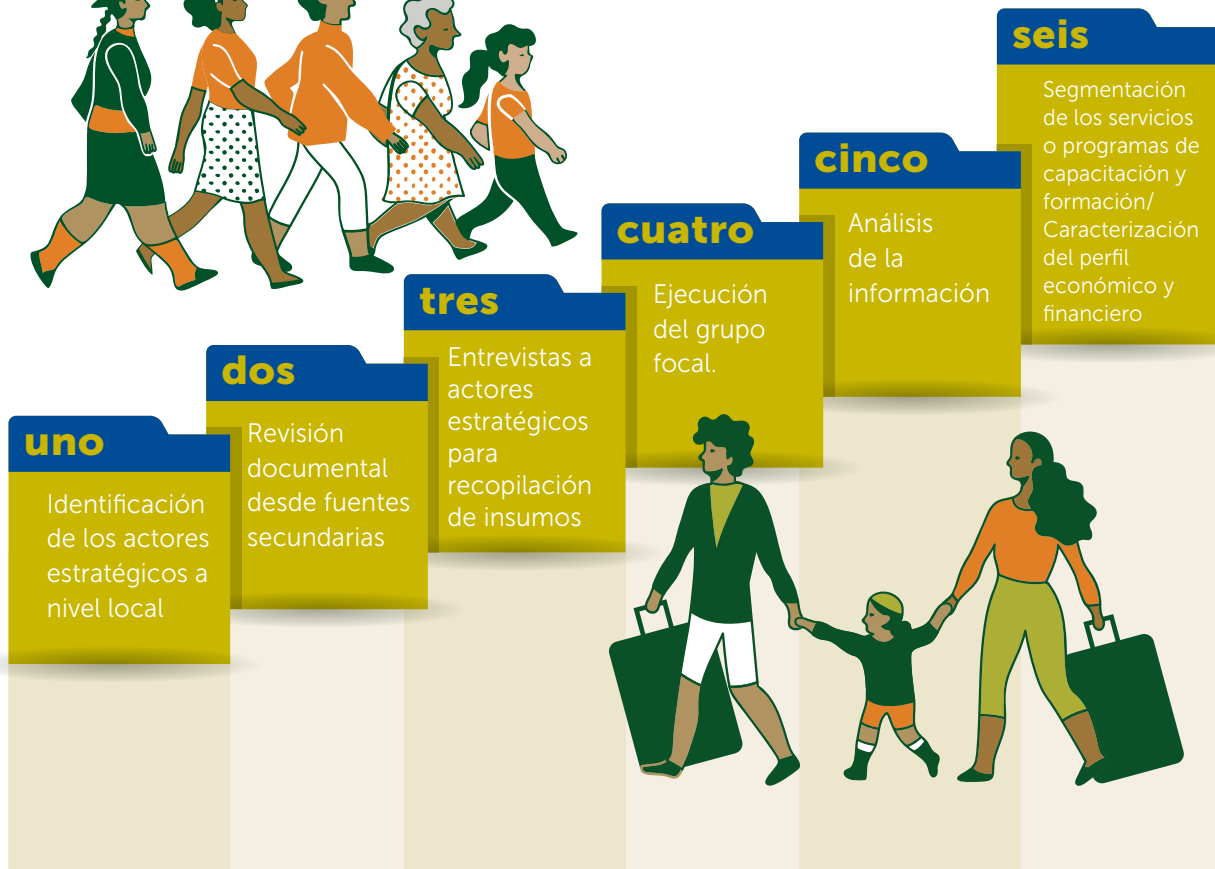 uno
Identificación
de los actores
estratégicos a
nivel local
dos
Revisión
documental
desde fuentes
secundarias
tres
Entrevistas a
actores
estratégicos
para
recopilación
de insumos
cuatro
Ejecución
del grupo
focal.
cinco
Análisis
de la
información
seis
Segmentación
de los servicios
o programas de
capacitación y
formación/
Caracterización
del perfil
económico y
financiero